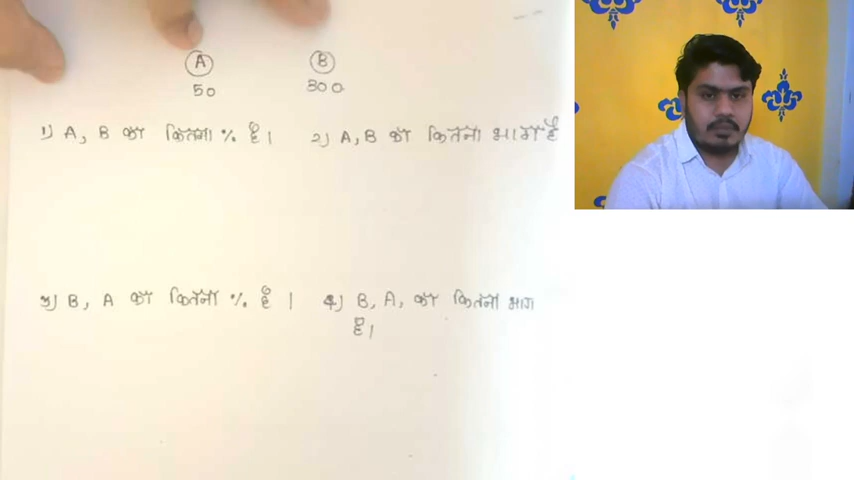 A B
50 300
1) A, B का कितना % है। 2) A, B का कितना भाग है
3) B, A का कितना % है। 4) B, A, का कितना भाग
है।